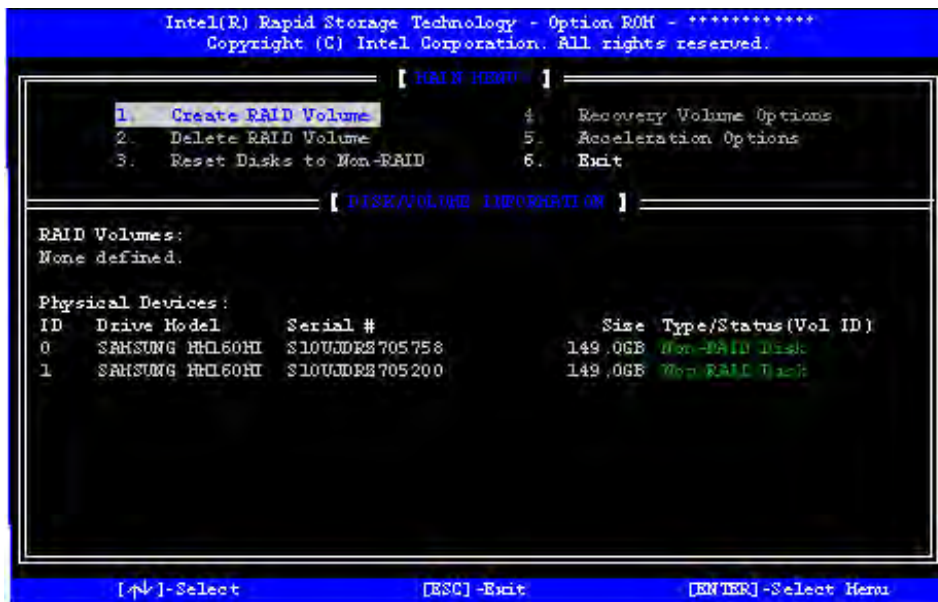 Intel(R) Rapid Storage Technology - Option ROM - ************
Copyright (C) Intel Corporation. All rights reserved.
[ MAIN MENU ]
1. Create RAID Volume
2. Delete RAID Volume
3. Reset Disks to Non-RAID
4. Recovery Volume Options
5. Acceleration Options
6. Exit
[ DISK/VOLUME INFORMATION ]
RAID Volumes:
None defined.
Physical Devices:
ID Drive Model Serial # Size Type/Status(Vol ID)
0 SAMSUNG HM160HI 149.0GB Non-RAID Disk
1 SAMSUNG HM160HI 149.0GB Non-RAID Disk
[↑↓]-Select [ESC]-Exit [ENTER]-Select Menu